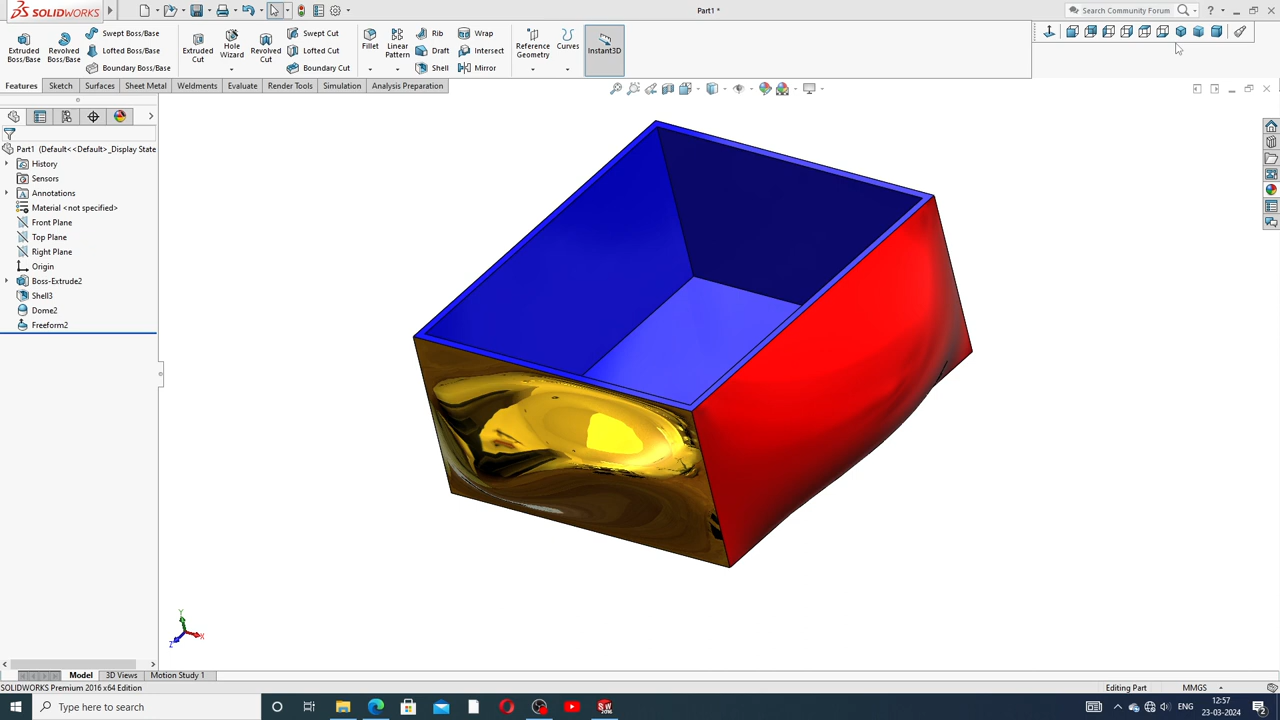 SOLIDWORKS
Part1 *
Search Community Forum
Extruded Boss/Base
Revolved Boss/Base
Swept Boss/Base
Lofted Boss/Base
Boundary Boss/Base
Extruded Cut
Hole Wizard
Revolved Cut
Swept Cut
Lofted Cut
Boundary Cut
Fillet
Linear Pattern
Rib
Draft
Shell
Wrap
Intersect
Mirror
Reference Geometry
Curves
Instant3D
Features Sketch Surfaces Sheet Metal Weldments Evaluate Render Tools Simulation Analysis Preparation
Part1 (Default<<Default>_Display State
History
Sensors
Annotations
Material <not specified>
Front Plane
Top Plane
Right Plane
Origin
Boss-Extrude2
Shell3
Dome2
Freeform2
Y
X
Z
Model 3D Views Motion Study 1
SOLIDWORKS Premium 2016 x64 Edition
Editing Part
MMGS
Type here to search
ENG
12:57
23-03-2024